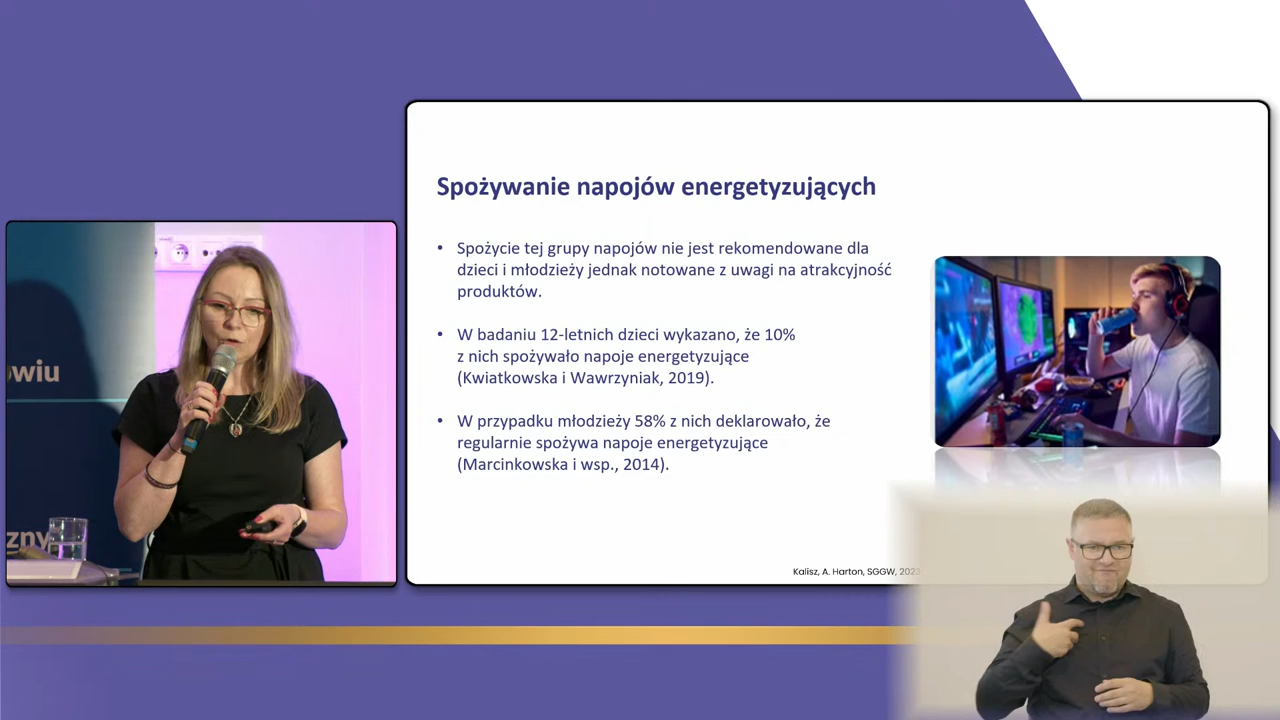 Spożywanie napojów energetyzujących
• Spożycie tej grupy napojów nie jest rekomendowane dla
dzieci i młodzieży jednak notowane z uwagi na atrakcyjność
produktów.
• W badaniu 12-letnich dzieci wykazano, że 10%
z nich spożywało napoje energetyzujące
(Kwiatkowska i Wawrzyniak, 2019).
• W przypadku młodzieży 58% z nich deklarowało, że
regularnie spożywa napoje energetyzujące
(Marcinkowska i wsp., 2014).
Kalisz, A. Harton, SGGW, 2023
wiu
zny